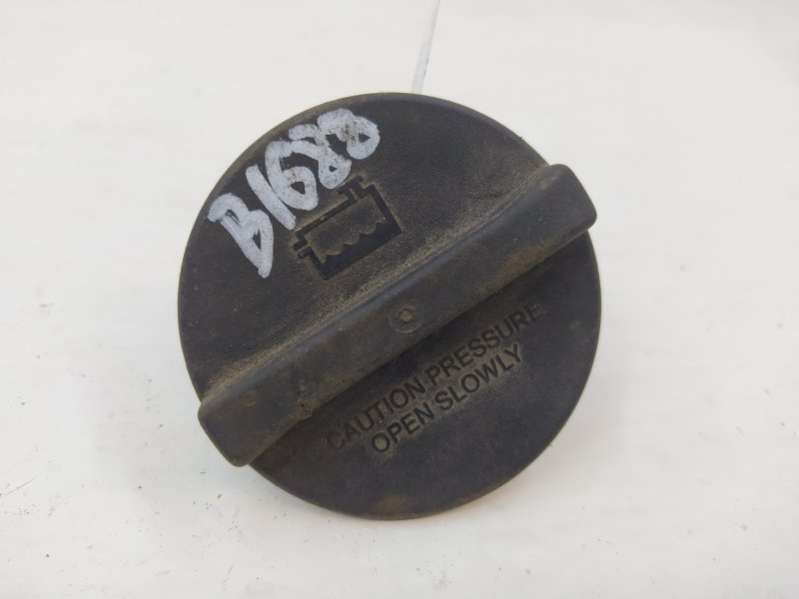 B1688
CAUTION PRESSURE
OPEN SLOWLY